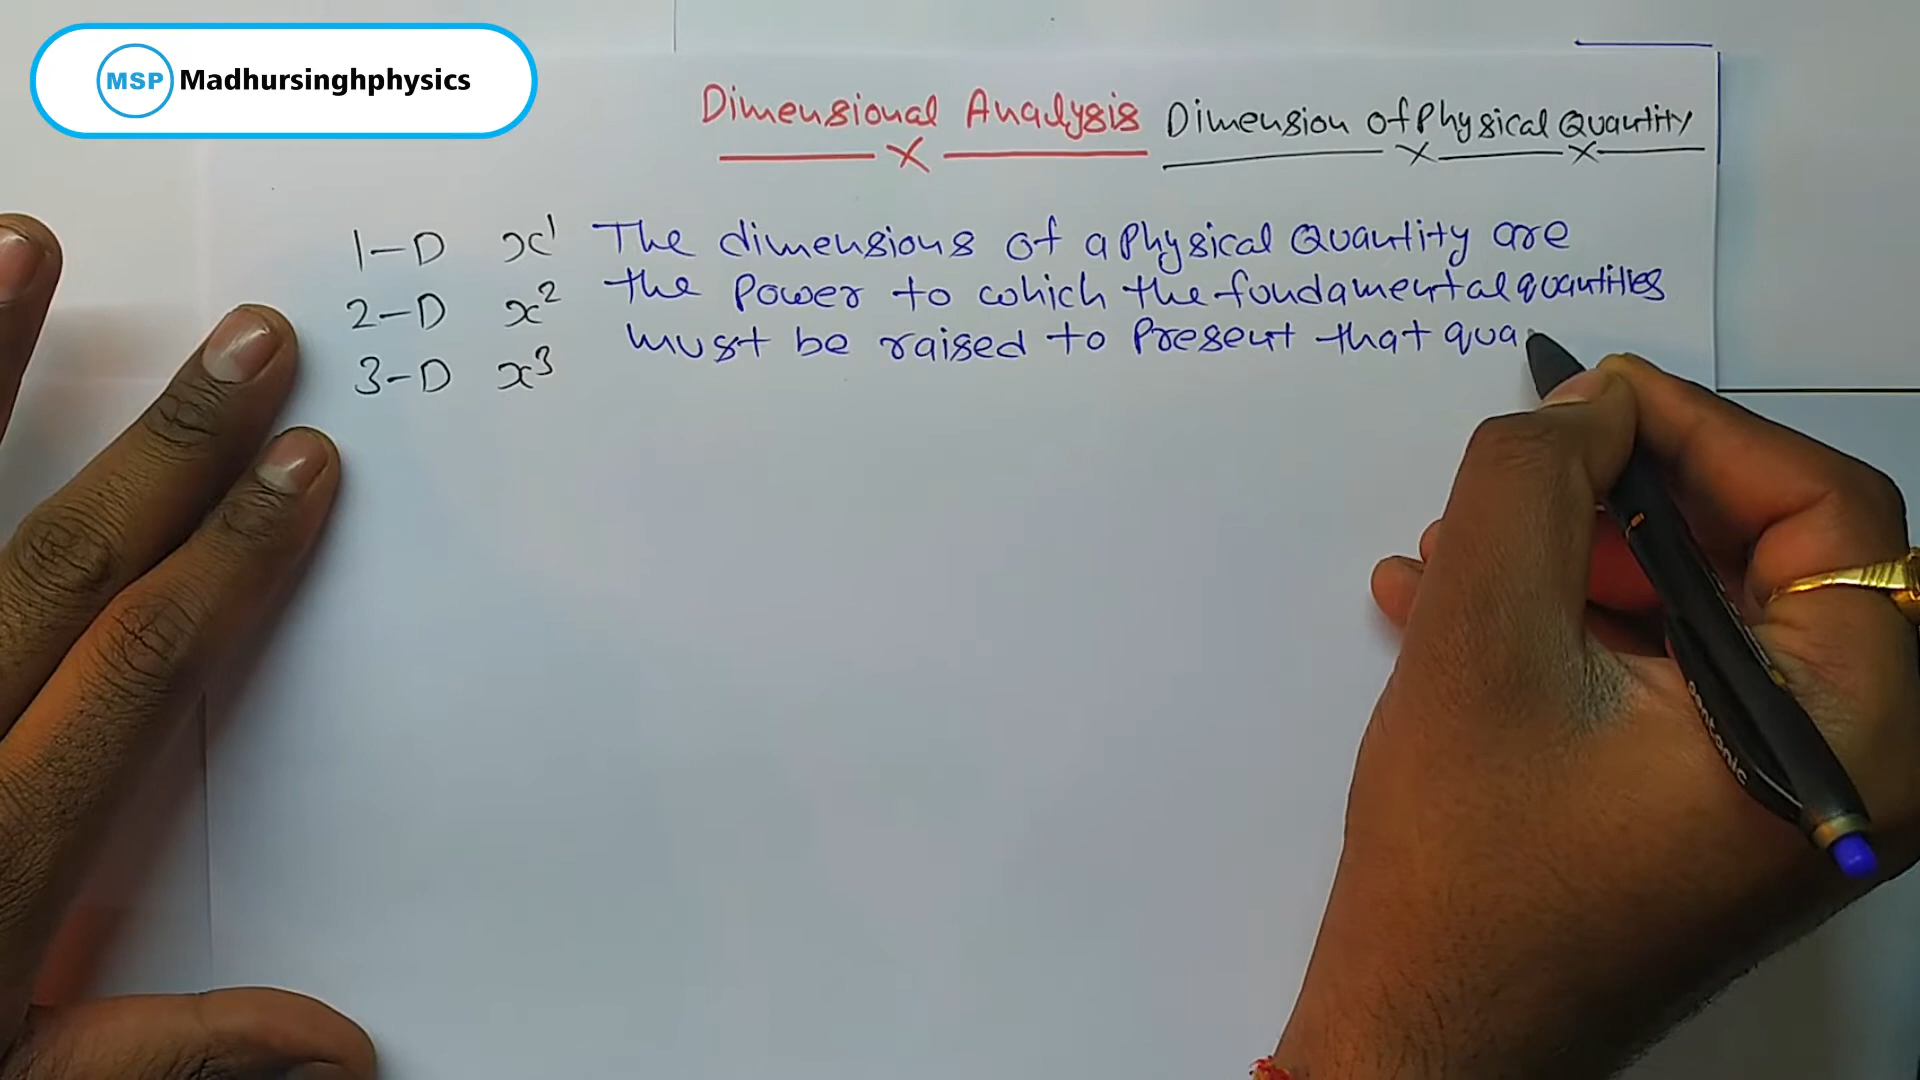 MSP Madhursinghphysics
Dimensional Analysis Dimension of Physical Quantity
1-D x¹
2-D x²
3-D x³
The dimensions of a Physical Quantity are
the Power to which the fundamental quantities
must be raised to Present that qua
pentonic